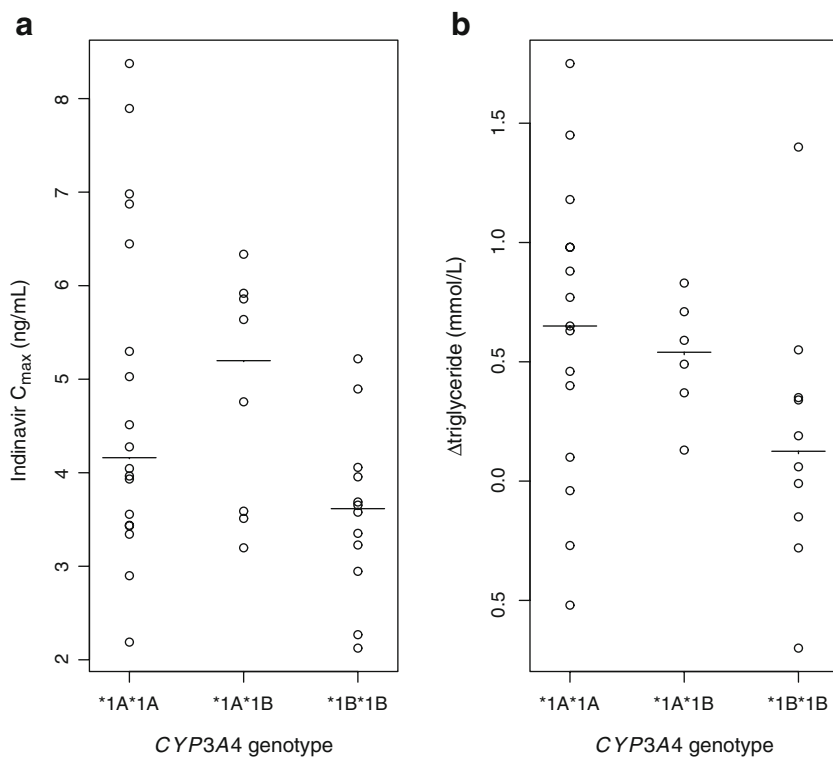 a
Indinavir Cmax (ng/mL)
8
7
6
5
4
3
2
*1A*1A
*1A*1B
*1B*1B
CYP3A4 genotype
b
Δtriglyceride (mmol/L)
1.5
1.0
0.5
0.0
0.5
*1A*1A
*1A*1B
*1B*1B
CYP3A4 genotype